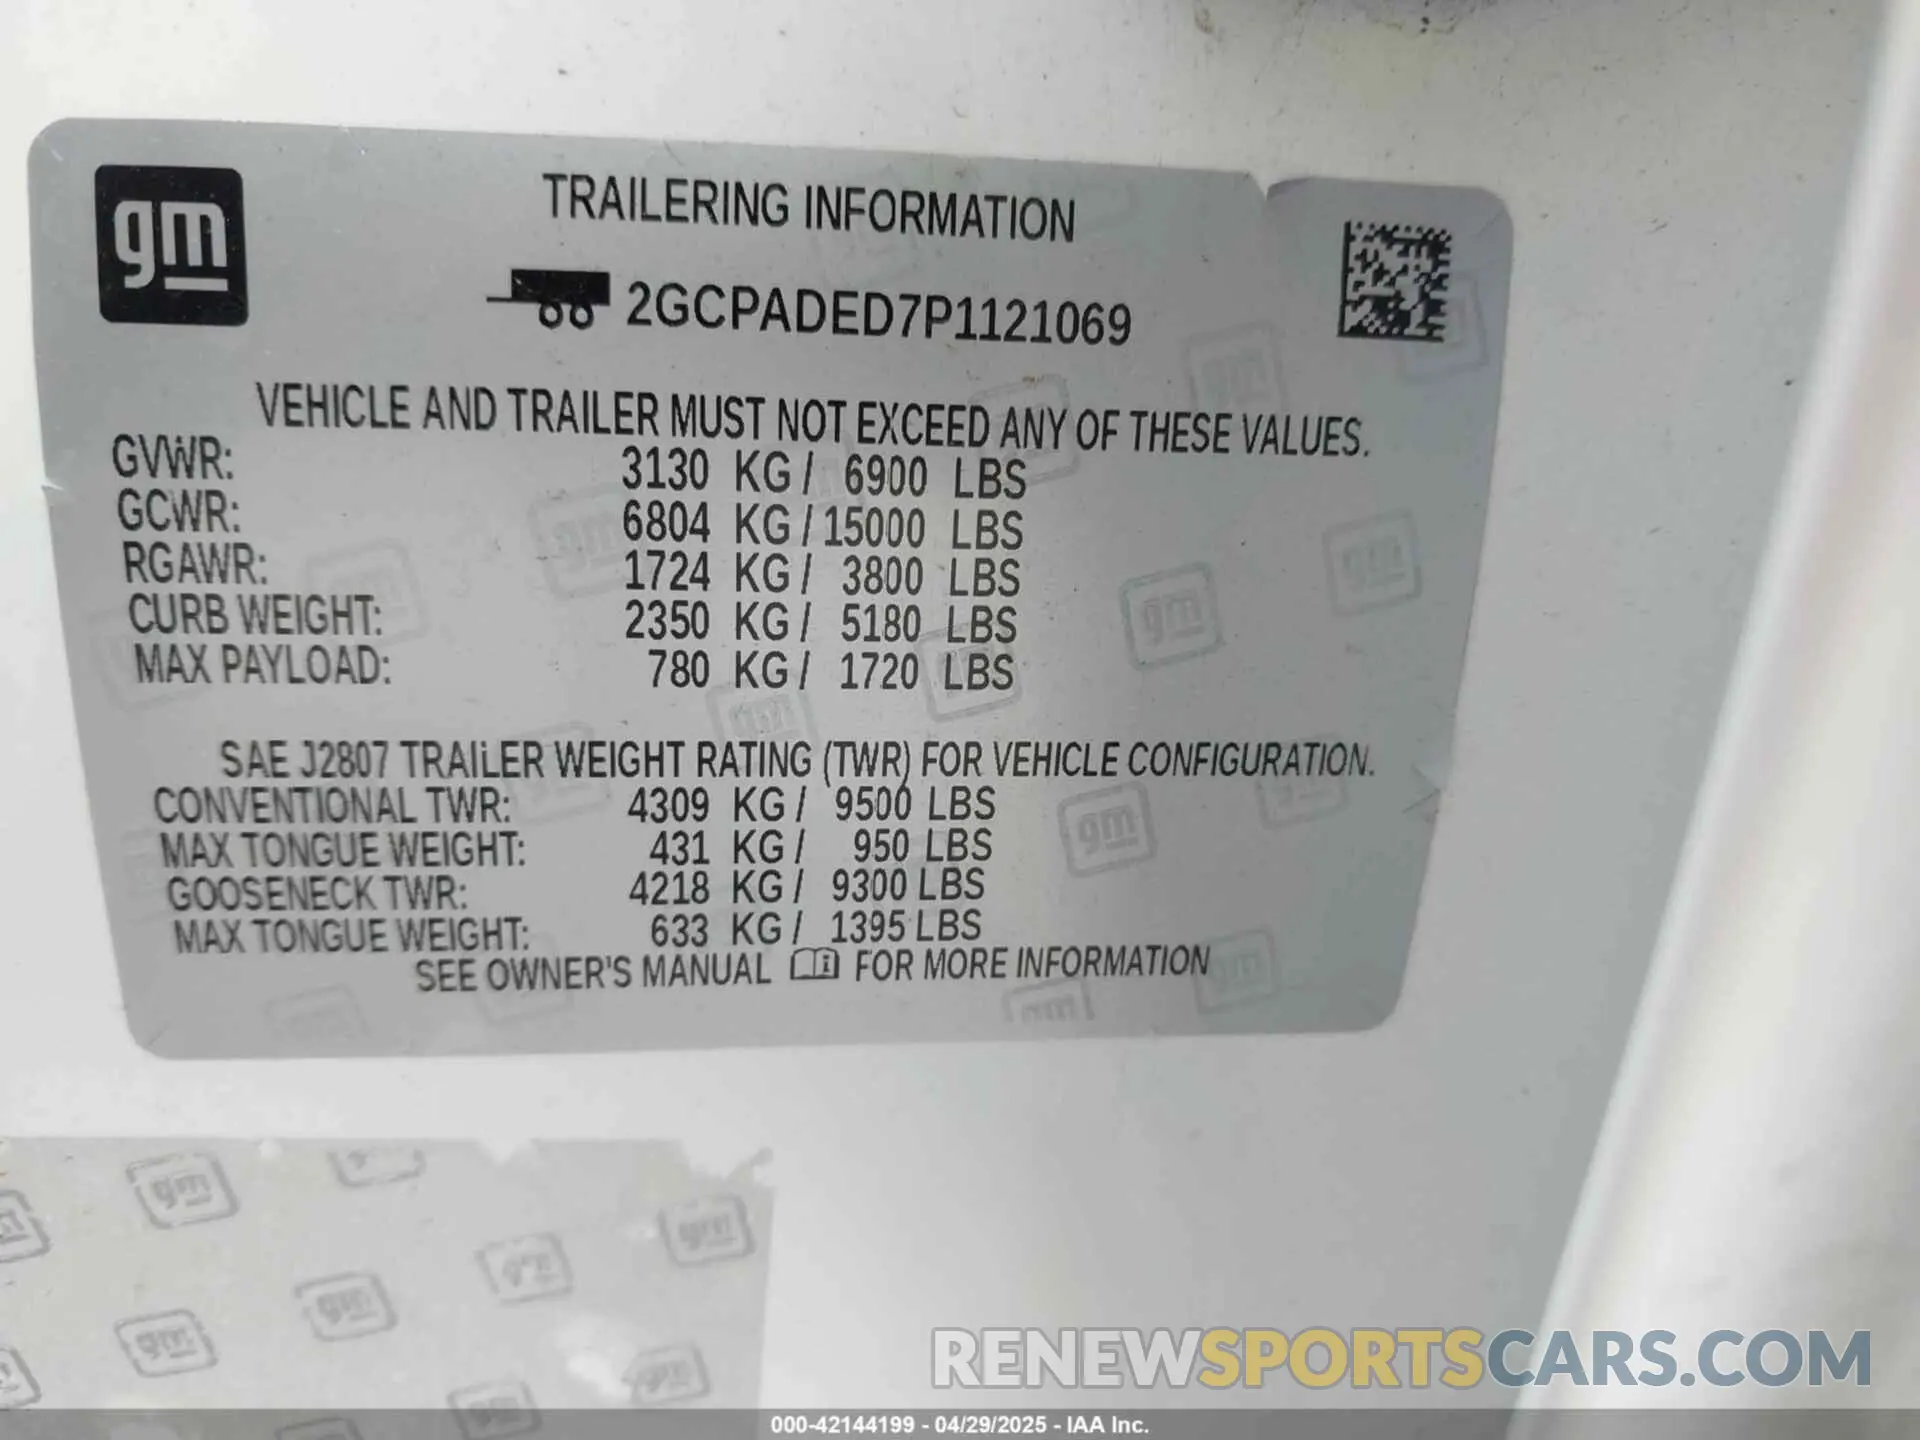 gm
TRAILERING INFORMATION
2GCPADED7P1121069
VEHICLE AND TRAILER MUST NOT EXCEED ANY OF THESE VALUES.
GVWR: 3130 KG / 6900 LBS
GCWR: 6804 KG / 15000 LBS
RGAWR: 1724 KG / 3800 LBS
CURB WEIGHT: 2350 KG / 5180 LBS
MAX PAYLOAD: 780 KG / 1720 LBS
SAE J2807 TRAILER WEIGHT RATING (TWR) FOR VEHICLE CONFIGURATION.
CONVENTIONAL TWR: 4309 KG / 9500 LBS
MAX TONGUE WEIGHT: 431 KG / 950 LBS
GOOSENECK TWR: 4218 KG / 9300 LBS
MAX TONGUE WEIGHT: 633 KG / 1395 LBS
SEE OWNER'S MANUAL FOR MORE INFORMATION
RENEWSPORTSCARS.COM
000-42144199 - 04/29/2025 - IAA Inc.